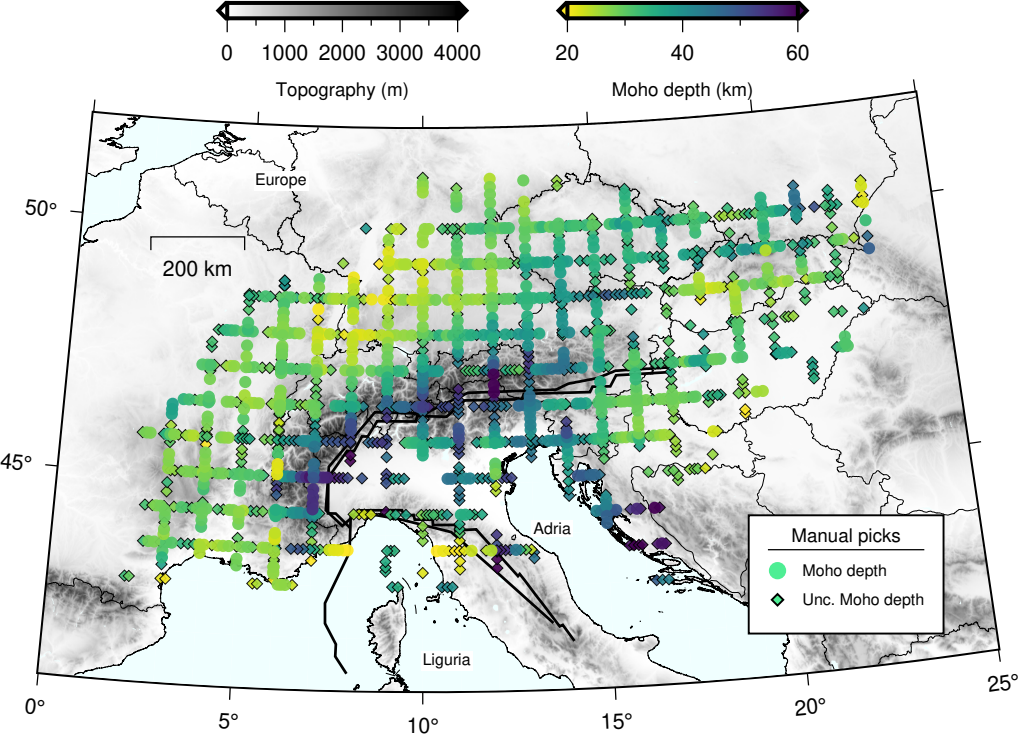 0 1000 2000 3000 4000
Topography (m)
20 40 60
Moho depth (km)
Europe
50°
200 km
45°
Adria
Manual picks
Moho depth
Unc. Moho depth
Liguria
0° 5° 10° 15° 20° 25°